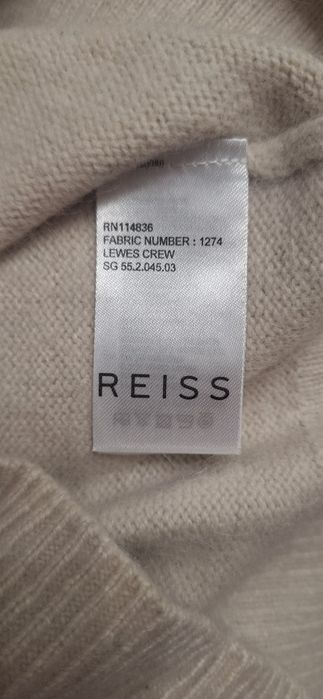 RN114836
FABRIC NUMBER : 1274
LEWES CREW
SG 55.2.045.03
REISS